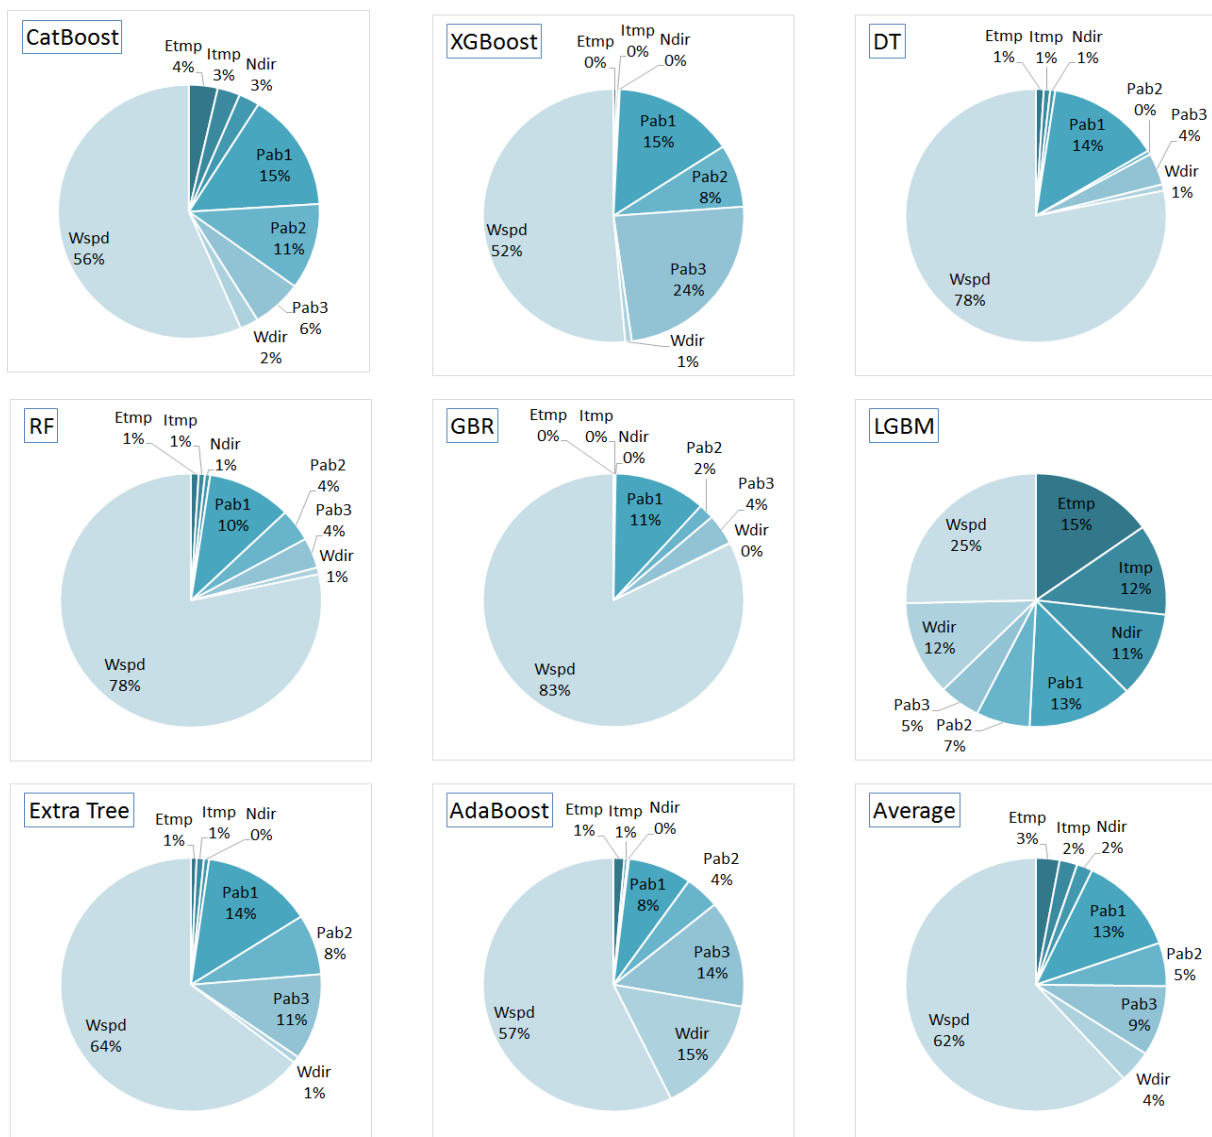 CatBoost
Etmp
4%
Itmp
3%
Ndir
3%
Pab1
15%
Pab2
11%
Pab3
6%
Wdir
2%
Wspd
56%
XGBoost
Etmp
0%
Itmp
0%
Ndir
0%
Pab1
15%
Pab2
8%
Pab3
24%
Wdir
1%
Wspd
52%
DT
Etmp
1%
Itmp
1%
Ndir
1%
Pab1
14%
Pab2
0%
Pab3
4%
Wdir
1%
Wspd
78%
RF
Etmp
1%
Itmp
1%
Ndir
1%
Pab1
10%
Pab2
4%
Pab3
4%
Wdir
1%
Wspd
78%
GBR
Etmp
0%
Itmp
0%
Ndir
0%
Pab1
11%
Pab2
2%
Pab3
4%
Wdir
0%
Wspd
83%
LGBM
Etmp
15%
Itmp
12%
Ndir
11%
Pab1
13%
Pab2
7%
Pab3
5%
Wdir
12%
Wspd
25%
Extra Tree
Etmp
1%
Itmp
1%
Ndir
0%
Pab1
14%
Pab2
8%
Pab3
11%
Wdir
1%
Wspd
64%
AdaBoost
Etmp
1%
Itmp
1%
Ndir
0%
Pab1
8%
Pab2
4%
Pab3
14%
Wdir
15%
Wspd
57%
Average
Etmp
3%
Itmp
2%
Ndir
2%
Pab1
13%
Pab2
5%
Pab3
9%
Wdir
4%
Wspd
62%